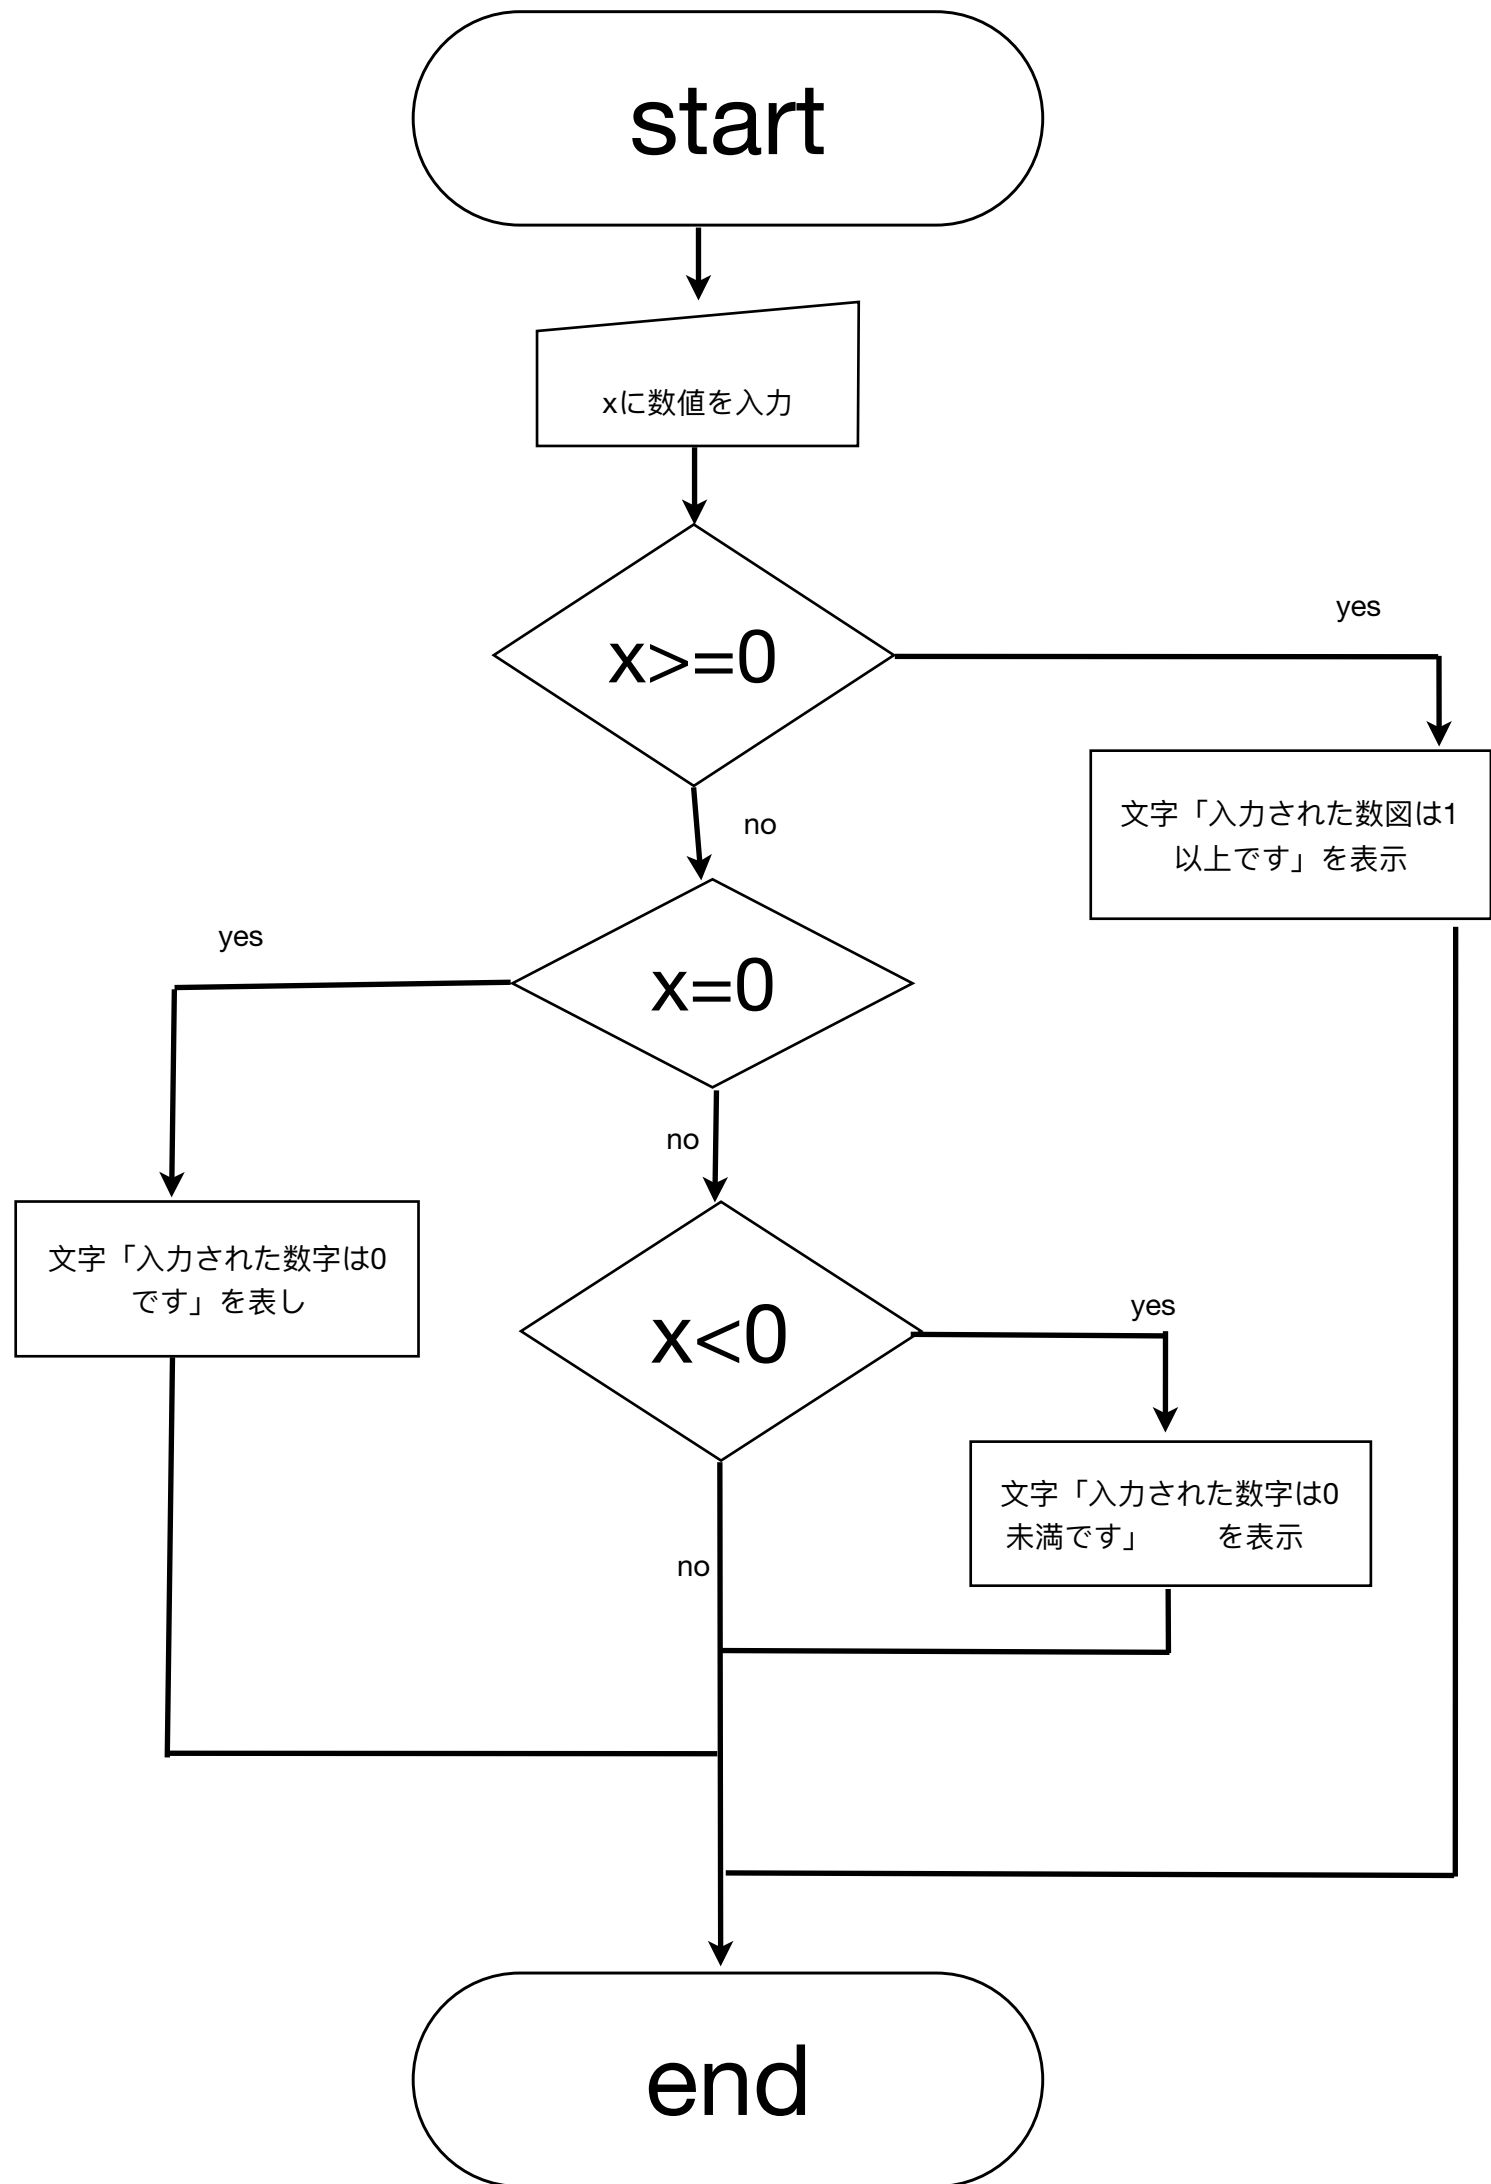 start
xに数値を入力
x>=0
yes
文字「入力された数図は1
以上です」を表示
no
x=0
yes
no
文字「入力された数字は0
です」を表し
x<0
yes
文字「入力された数字は0
未満です」 を表示
no
end